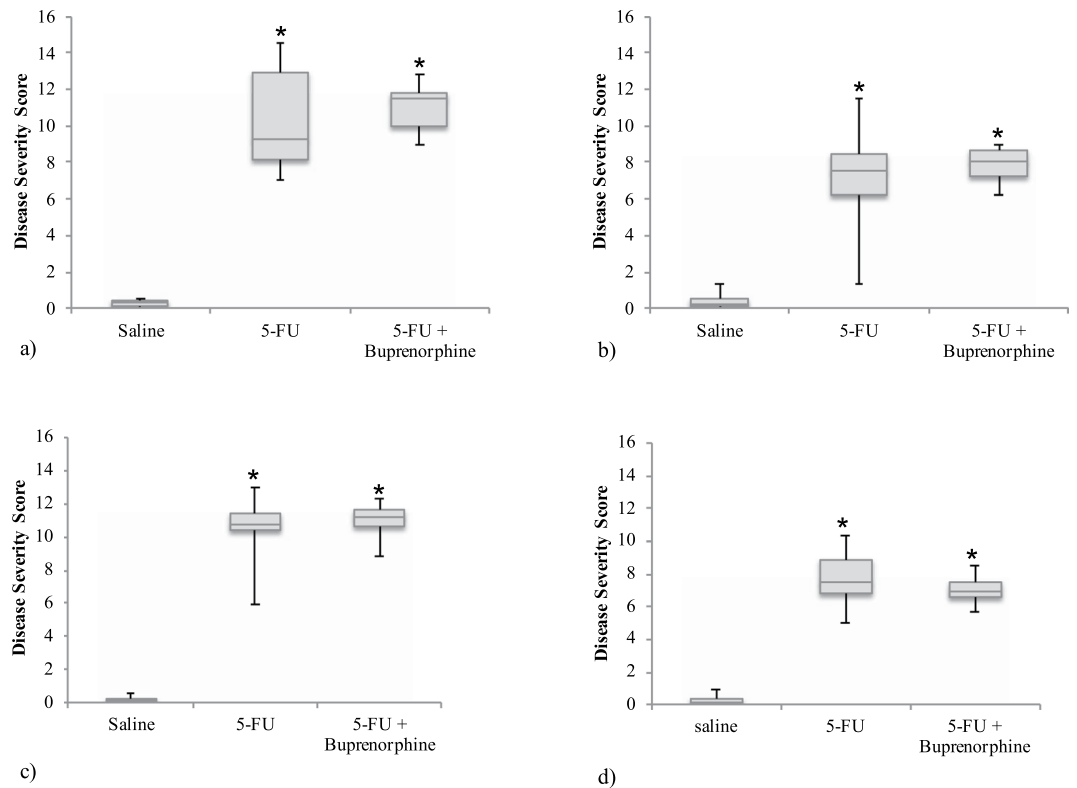 16
14
12
10
8
6
4
2
0
Disease Severity Score
*
*
Saline
5-FU
5-FU +
Buprenorphine
a)
16
14
12
10
8
6
4
2
0
Disease Severity Score
*
*
Saline
5-FU
5-FU +
Buprenorphine
b)
16
14
12
10
8
6
4
2
0
Disease Severity Score
*
*
Saline
5-FU
5-FU +
Buprenorphine
c)
16
14
12
10
8
6
4
2
0
Disease Severity Score
*
*
saline
5-FU
5-FU +
Buprenorphine
d)